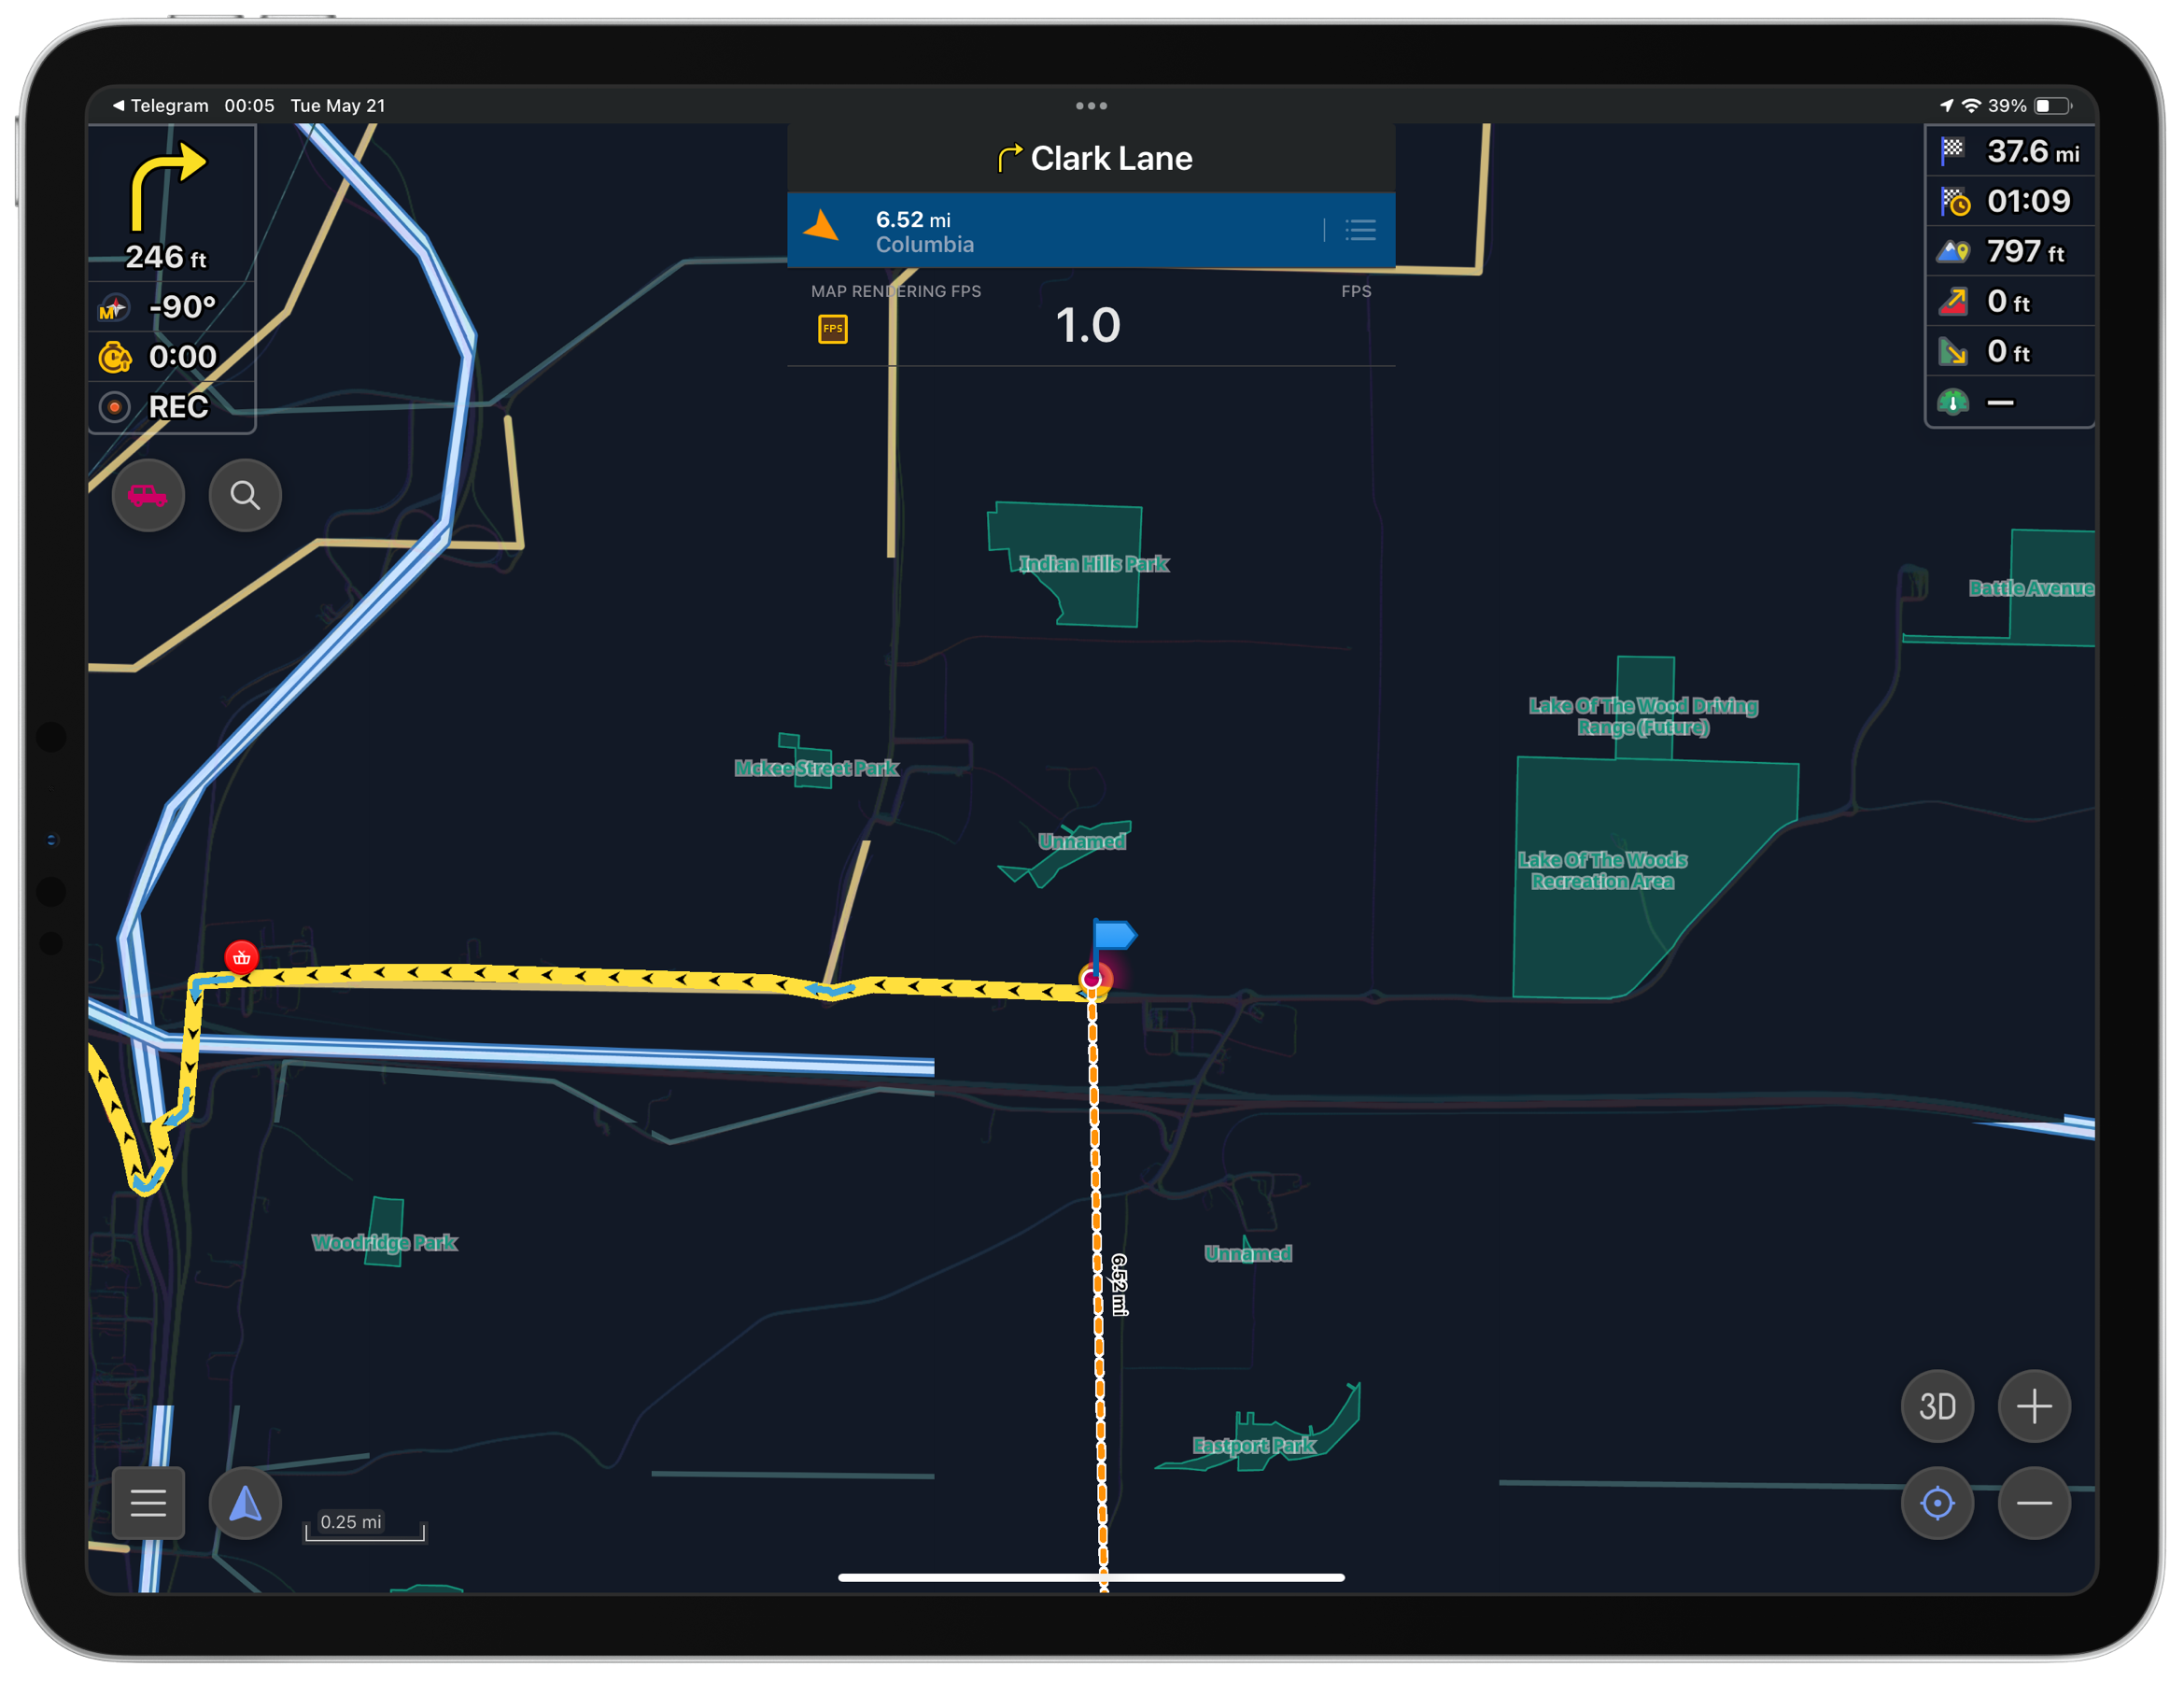 ◀ Telegram 00:05 Tue May 21
39%
Clark Lane
246 ft
M -90°
0:00
REC
6.52 mi
Columbia
MAP RENDERING FPS
FPS
FPS
1.0
37.6 mi
01:09
797 ft
0 ft
0 ft
—
Indian Hills Park
Battle Avenue
Lake Of The Wood Driving
Range (Future)
Mckee Street Park
Unnamed
Lake Of The Woods
Recreation Area
Woodridge Park
Unnamed
6.52 mi
Eastport Park
3D
0.25 mi